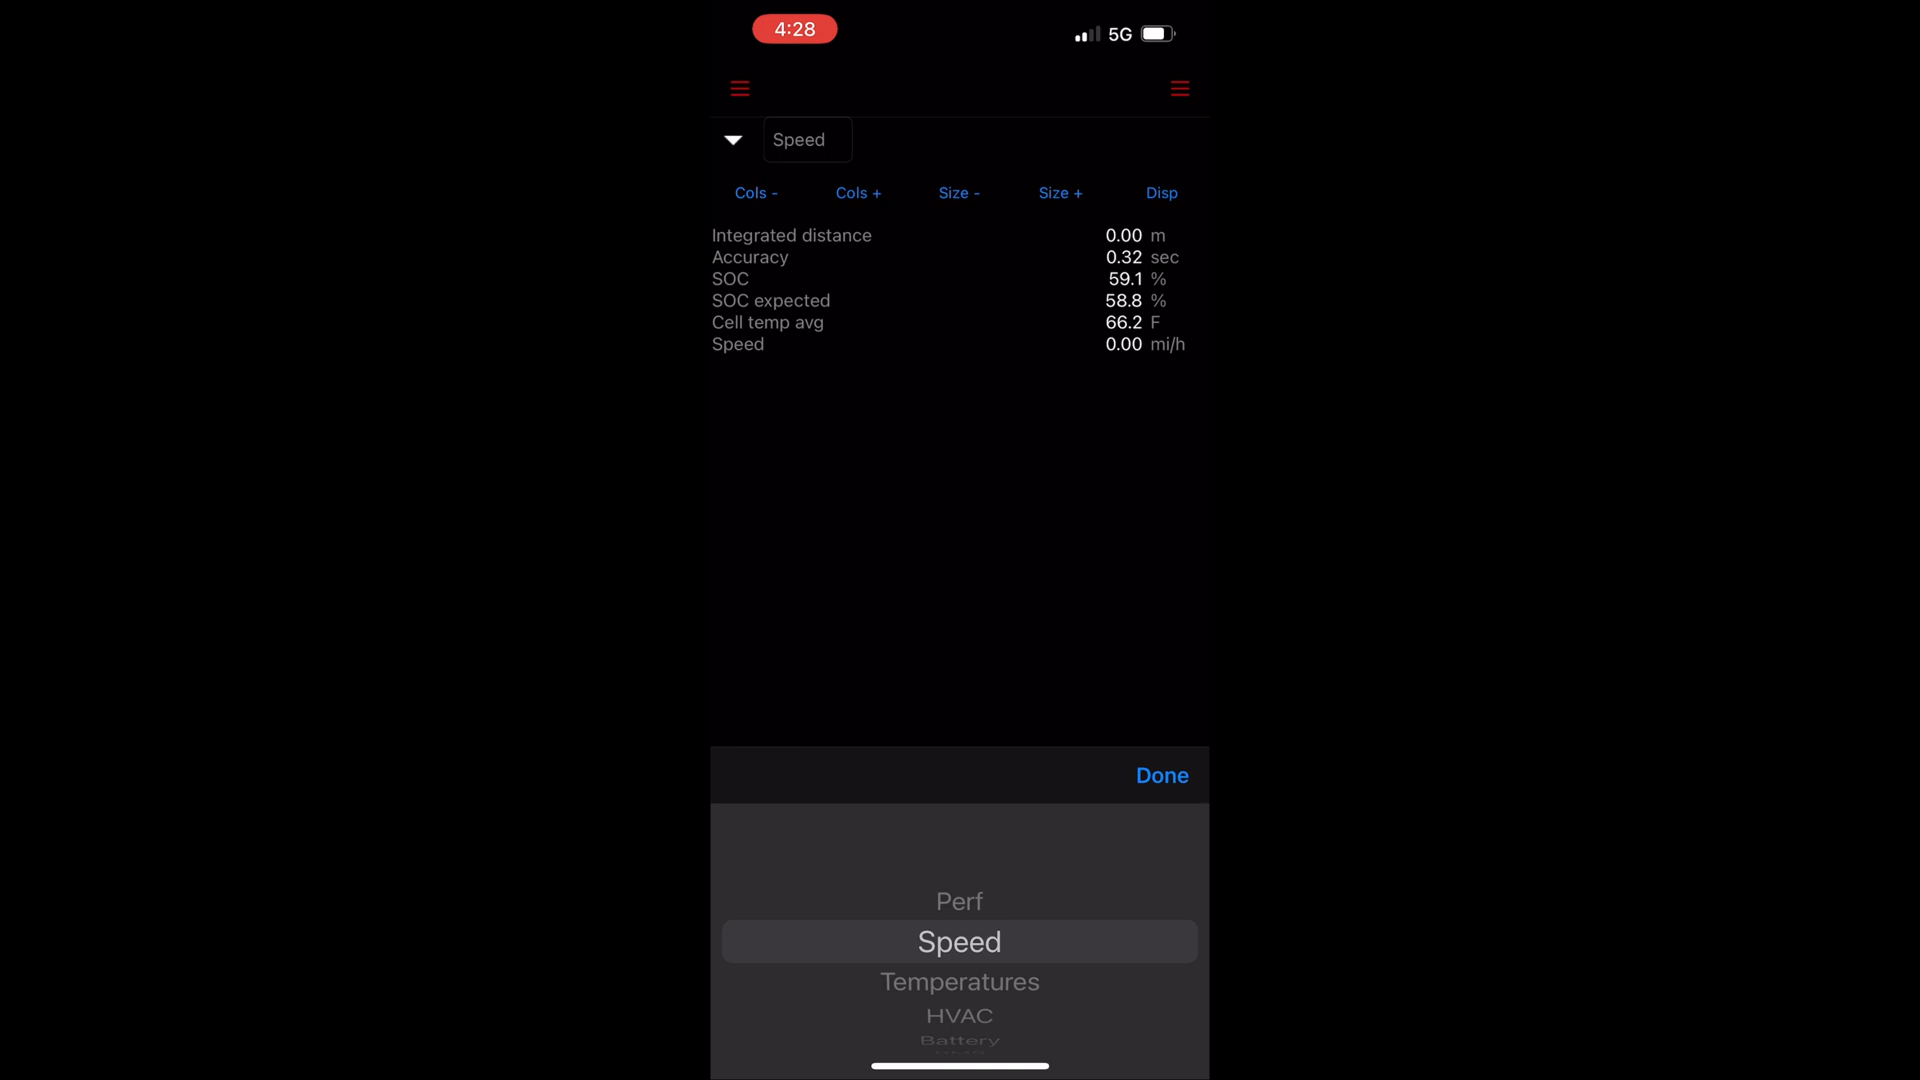 4:28
5G
Speed
Cols -
Cols +
Size -
Size +
Disp
Integrated distance 0.00 m
Accuracy 0.32 sec
SOC 59.1 %
SOC expected 58.8 %
Cell temp avg 66.2 F
Speed 0.00 mi/h
Done
Perf
Speed
Temperatures
HVAC
Battery